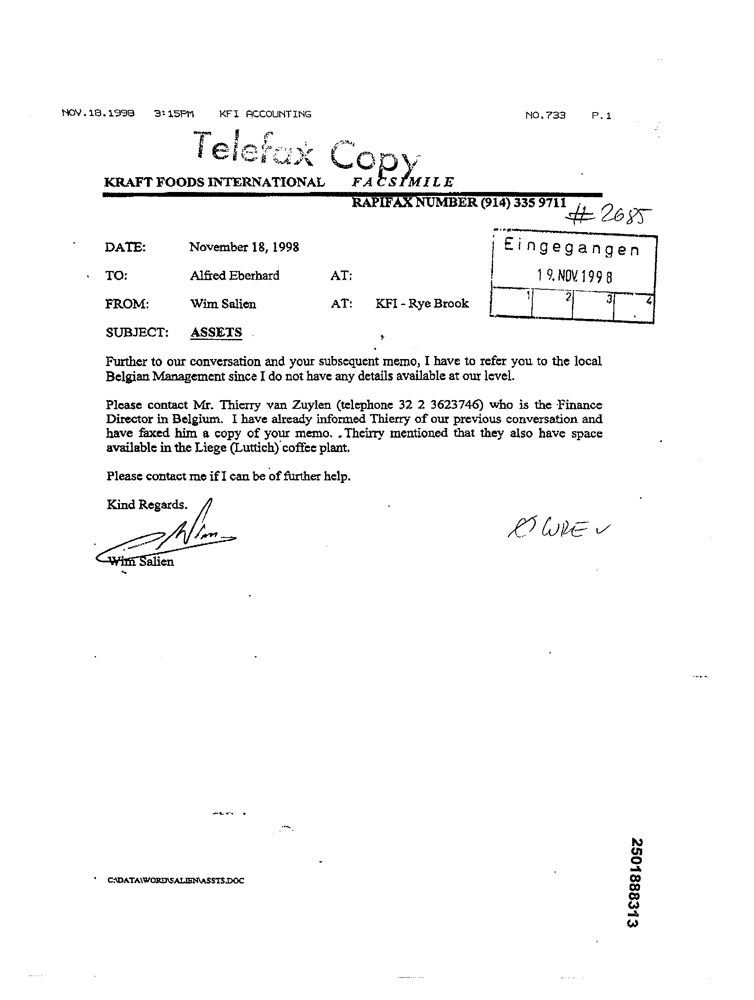 NOV.18.1998 3:15PM KFI ACCOUNTING NO.733 P.1
Telefax Copy
KRAFT FOODS INTERNATIONAL FACSIMILE
RAPIFAX NUMBER (914) 335 9711
# 2685
Eingegangen
19. NOV. 1998
1 2 3 4
DATE: November 18, 1998
TO: Alfred Eberhard AT:
FROM: Wim Salien AT: KFI - Rye Brook
SUBJECT: ASSETS
Further to our conversation and your subsequent memo, I have to refer you to the local
Belgian Management since I do not have any details available at our level.
Please contact Mr. Thierry van Zuylen (telephone 32 2 3623746) who is the Finance
Director in Belgium. I have already informed Thierry of our previous conversation and
have faxed him a copy of your memo. . Theirry mentioned that they also have space
available in the Liege (Luttich) coffee plant.
Please contact me if I can be of further help.
Kind Regards.
Wim
WRE
Wim Salien
C:\DATA\WORD\SALIEN\ASSTS.DOC
2501888313